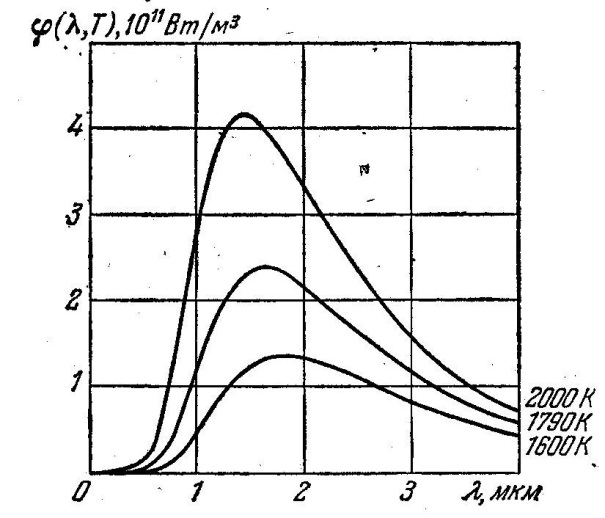 φ(λ,T), 10¹¹ Вт/м³
4
3
2
1
2000 К
1790 К
1600 К
0 1 2 3 λ, мкм